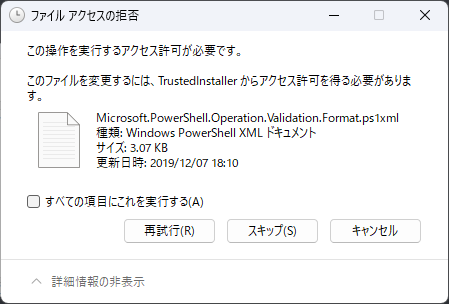 ファイル アクセスの拒否
この操作を実行するアクセス許可が必要です。
このファイルを変更するには、TrustedInstaller からアクセス許可を得る必要があります。
Microsoft.PowerShell.Operation.Validation.Format.ps1xml
種類: Windows PowerShell XML ドキュメント
サイズ: 3.07 KB
更新日時: 2019/12/07 18:10
すべての項目にこれを実行する(A)
再試行(R)
スキップ(S)
キャンセル
詳細情報の非表示